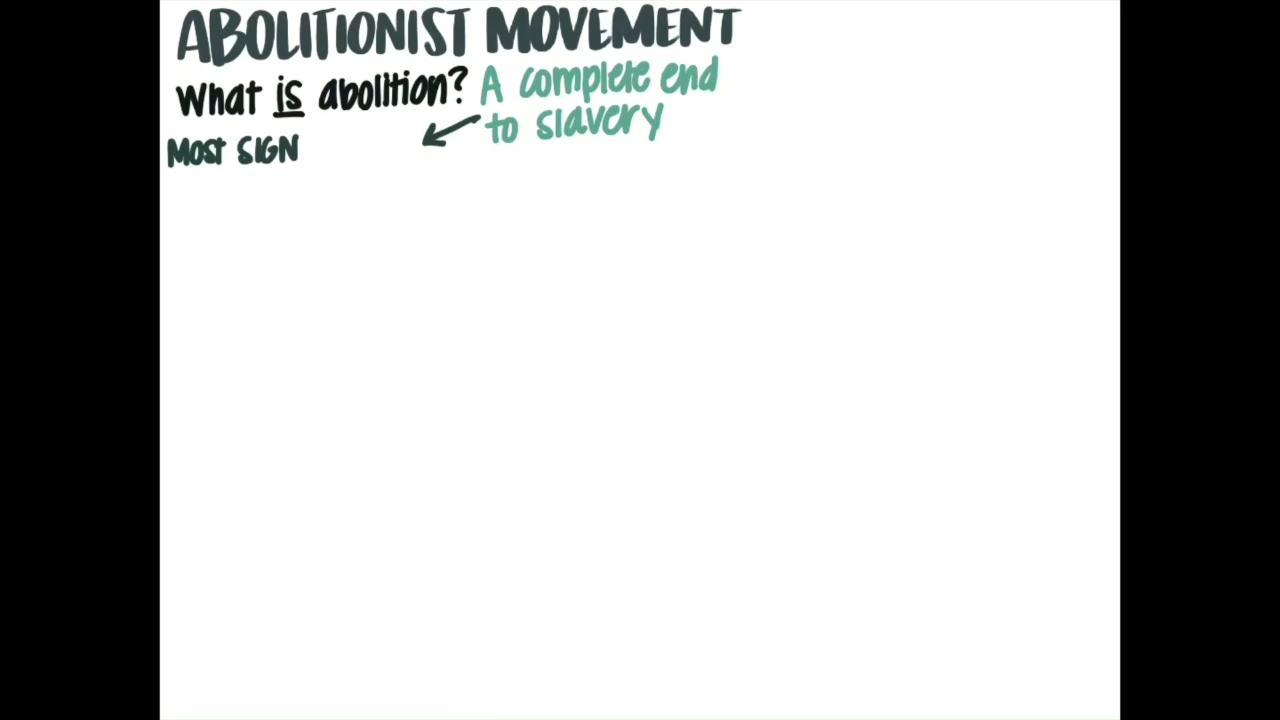 ABOLITIONIST MOVEMENT
What is abolition? A complete end
to slavery
MOST SIGN